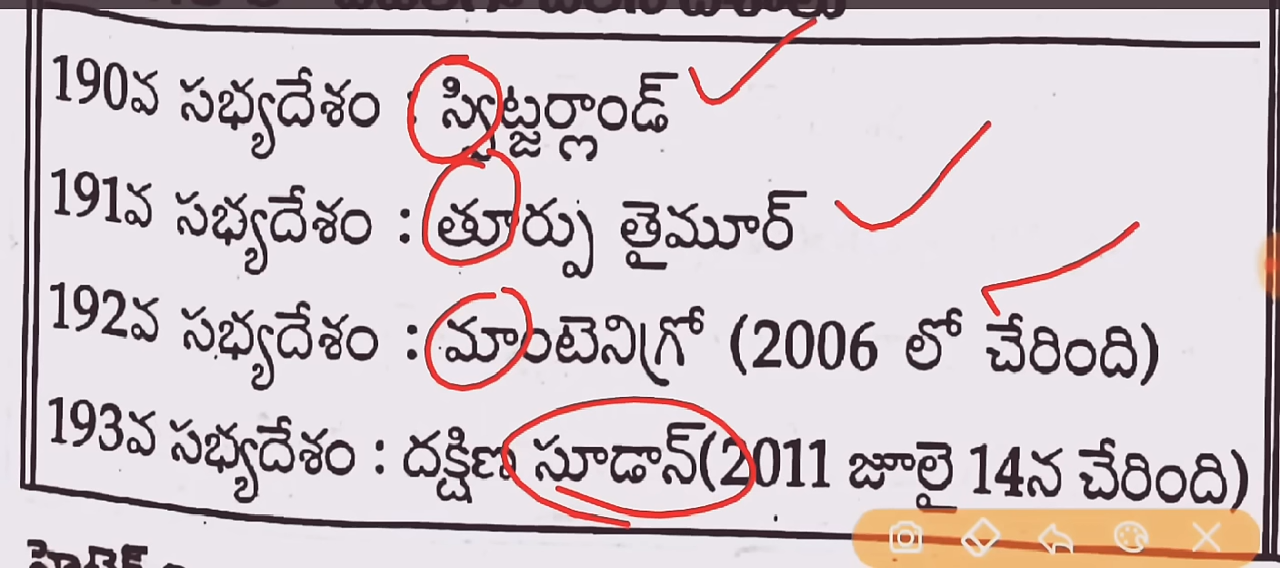 190వ సభ్యదేశం : స్విట్జర్లాండ్
191వ సభ్యదేశం : తూర్పు తైమూర్
192వ సభ్యదేశం : మాంటెనిగ్రో (2006 లో చేరింది)
193వ సభ్యదేశం : దక్షిణ సూడాన్(2011 జూలై 14న చేరింది)